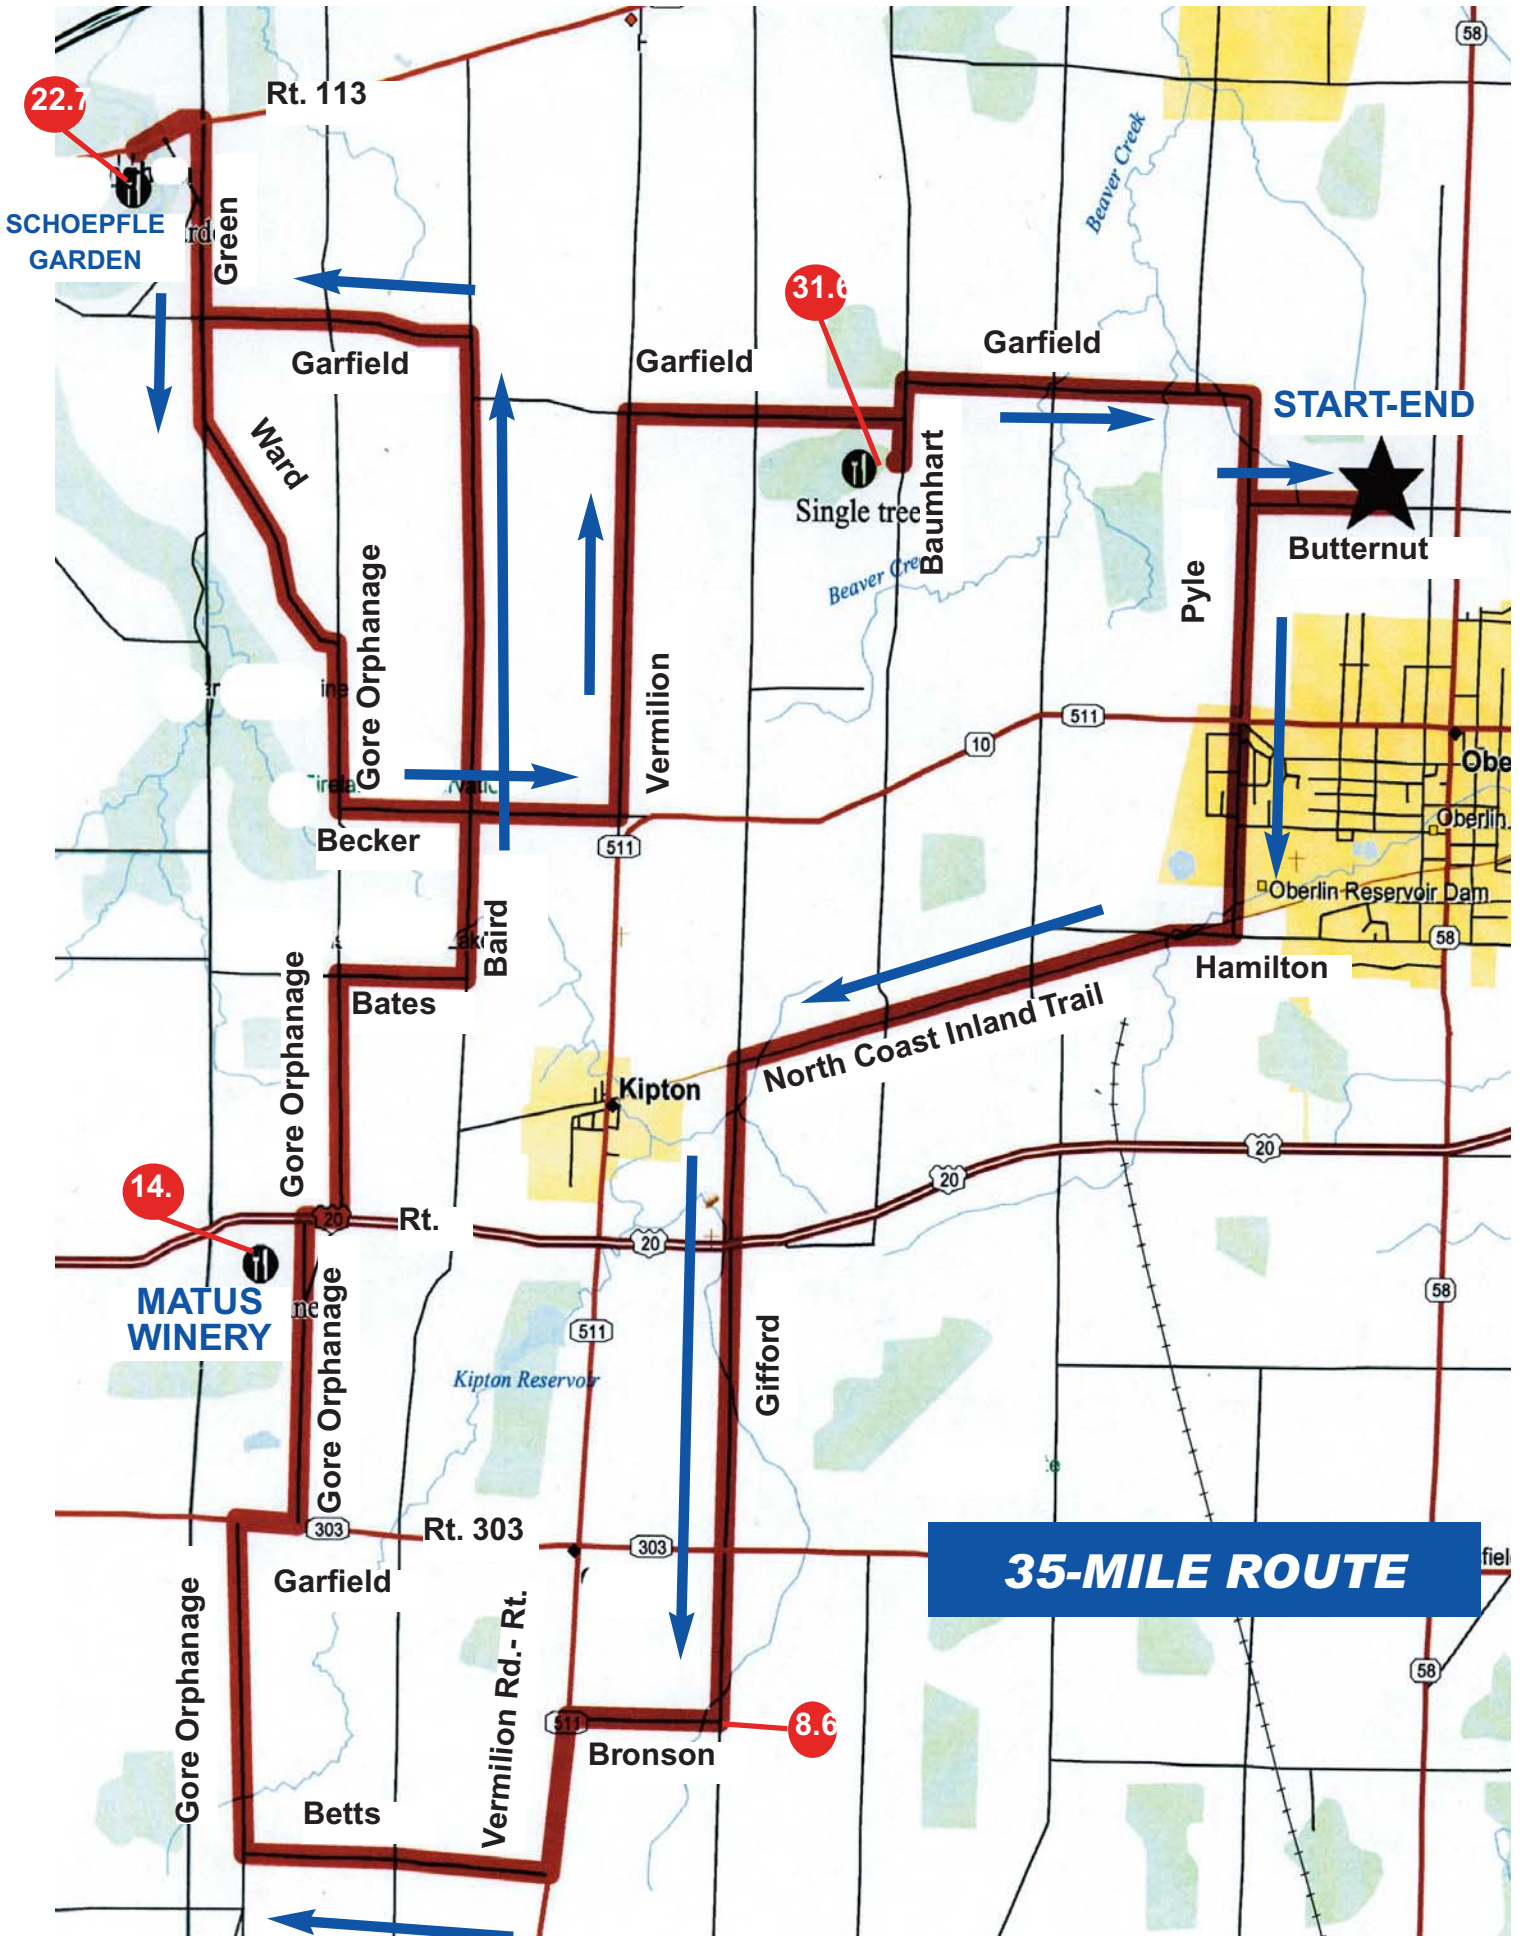 58
Rt. 113
22.7
Beaver Creek
SCHOEPFLE
GARDEN
Green
31.6
Garfield
Garfield
Garfield
START-END
Ward
Baumhart
Single tree
Butternut
Gore Orphanage
Beaver Cre
Pyle
Vermilion
511
10
Obe
Becker
511
Oberlin
Oberlin Reservoir Dam
Baird
58
Hamilton
Gore Orphanage
Bates
North Coast Inland Trail
Kipton
20
14.
20
Rt.
20
20
MATUS
WINERY
ne
Gore Orphanage
58
511
Gifford
Kipton Reservoir
303
Rt. 303
303
35-MILE ROUTE
fiel
Garfield
Gore Orphanage
Vermilion Rd.- Rt.
58
511
8.6
Bronson
Betts